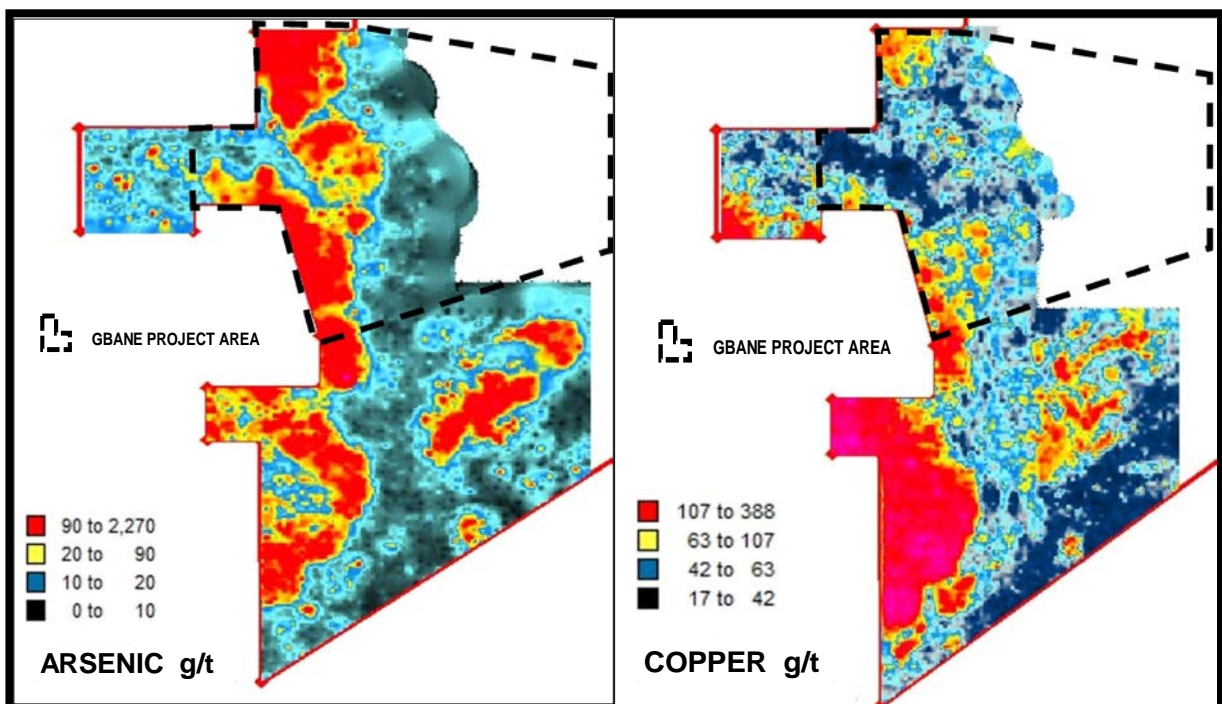 GBANE PROJECT AREA
90 to 2,270
20 to 90
10 to 20
0 to 10
ARSENIC g/t
GBANE PROJECT AREA
107 to 388
63 to 107
42 to 63
17 to 42
COPPER g/t